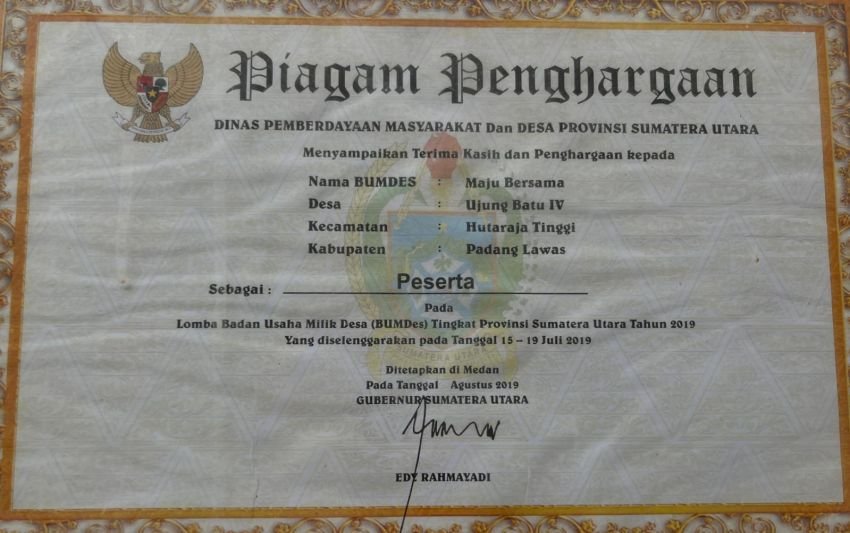 Piagam Penghargaan
DINAS PEMBERDAYAAN MASYARAKAT Dan DESA PROVINSI SUMATERA UTARA
Menyampaikan Terima Kasih dan Penghargaan kepada
Nama BUMDES : Maju Bersama
Desa : Ujung Batu IV
Kecamatan : Hutaraja Tinggi
Kabupaten : Padang Lawas
Sebagai : Peserta
Pada
Lomba Badan Usaha Milik Desa (BUMDes) Tingkat Provinsi Sumatera Utara Tahun 2019
Yang diselenggarakan pada Tanggal 15 – 19 Juli 2019
SUMATERA UTARA
Ditetapkan di Medan
Pada Tanggal Agustus 2019
GUBERNUR SUMATERA UTARA
EDY RAHMAYADI